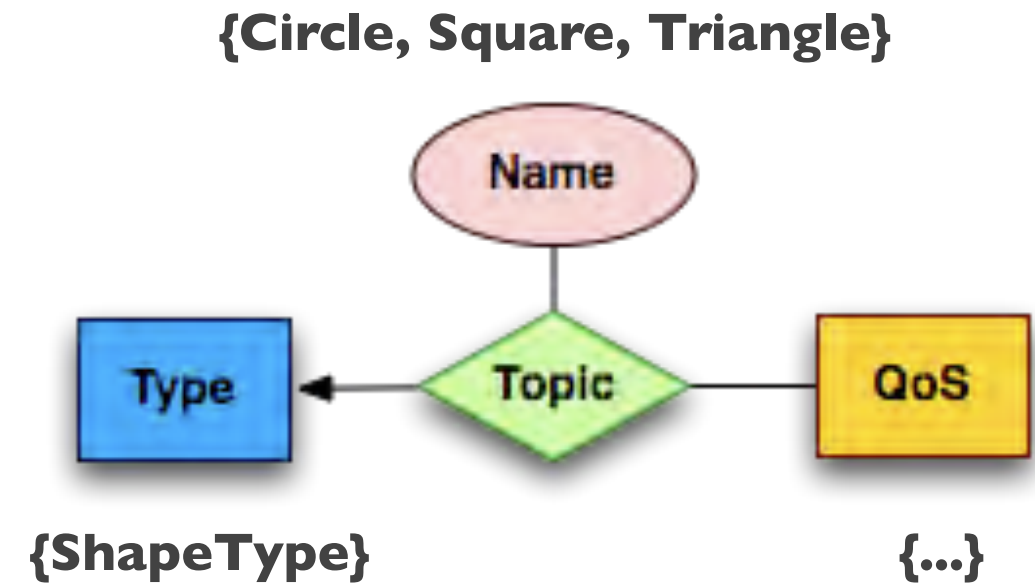 {Circle, Square, Triangle}
Name
Type
Topic
QoS
{ShapeType}
{...}